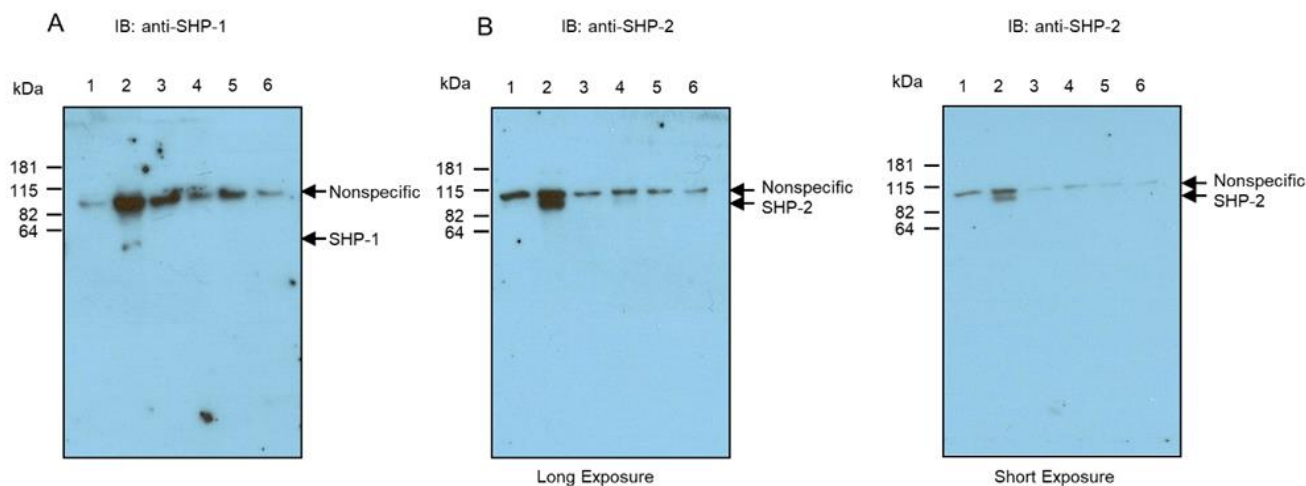 A
IB: anti-SHP-1
kDa
1 2 3 4 5 6
181
115
82
64
Nonspecific
SHP-1
B
IB: anti-SHP-2
1 2 3 4 5 6
181
115
82
64
Nonspecific
SHP-2
Long Exposure
IB: anti-SHP-2
kDa
1 2 3 4 5 6
181
115
82
64
Nonspecific
SHP-2
Short Exposure